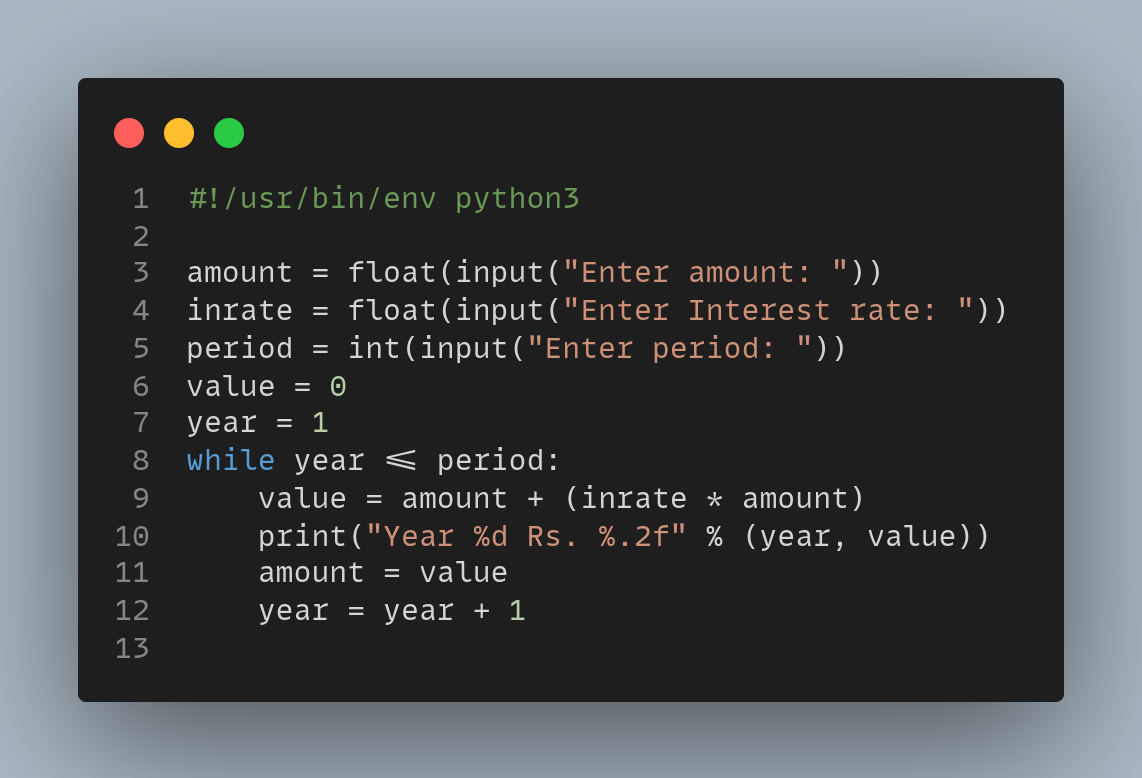 1 #!/usr/bin/env python3
2
3 amount = float(input("Enter amount: "))
4 inrate = float(input("Enter Interest rate: "))
5 period = int(input("Enter period: "))
6 value = 0
7 year = 1
8 while year <= period:
9     value = amount + (inrate * amount)
10     print("Year %d Rs. %.2f" % (year, value))
11     amount = value
12     year = year + 1
13